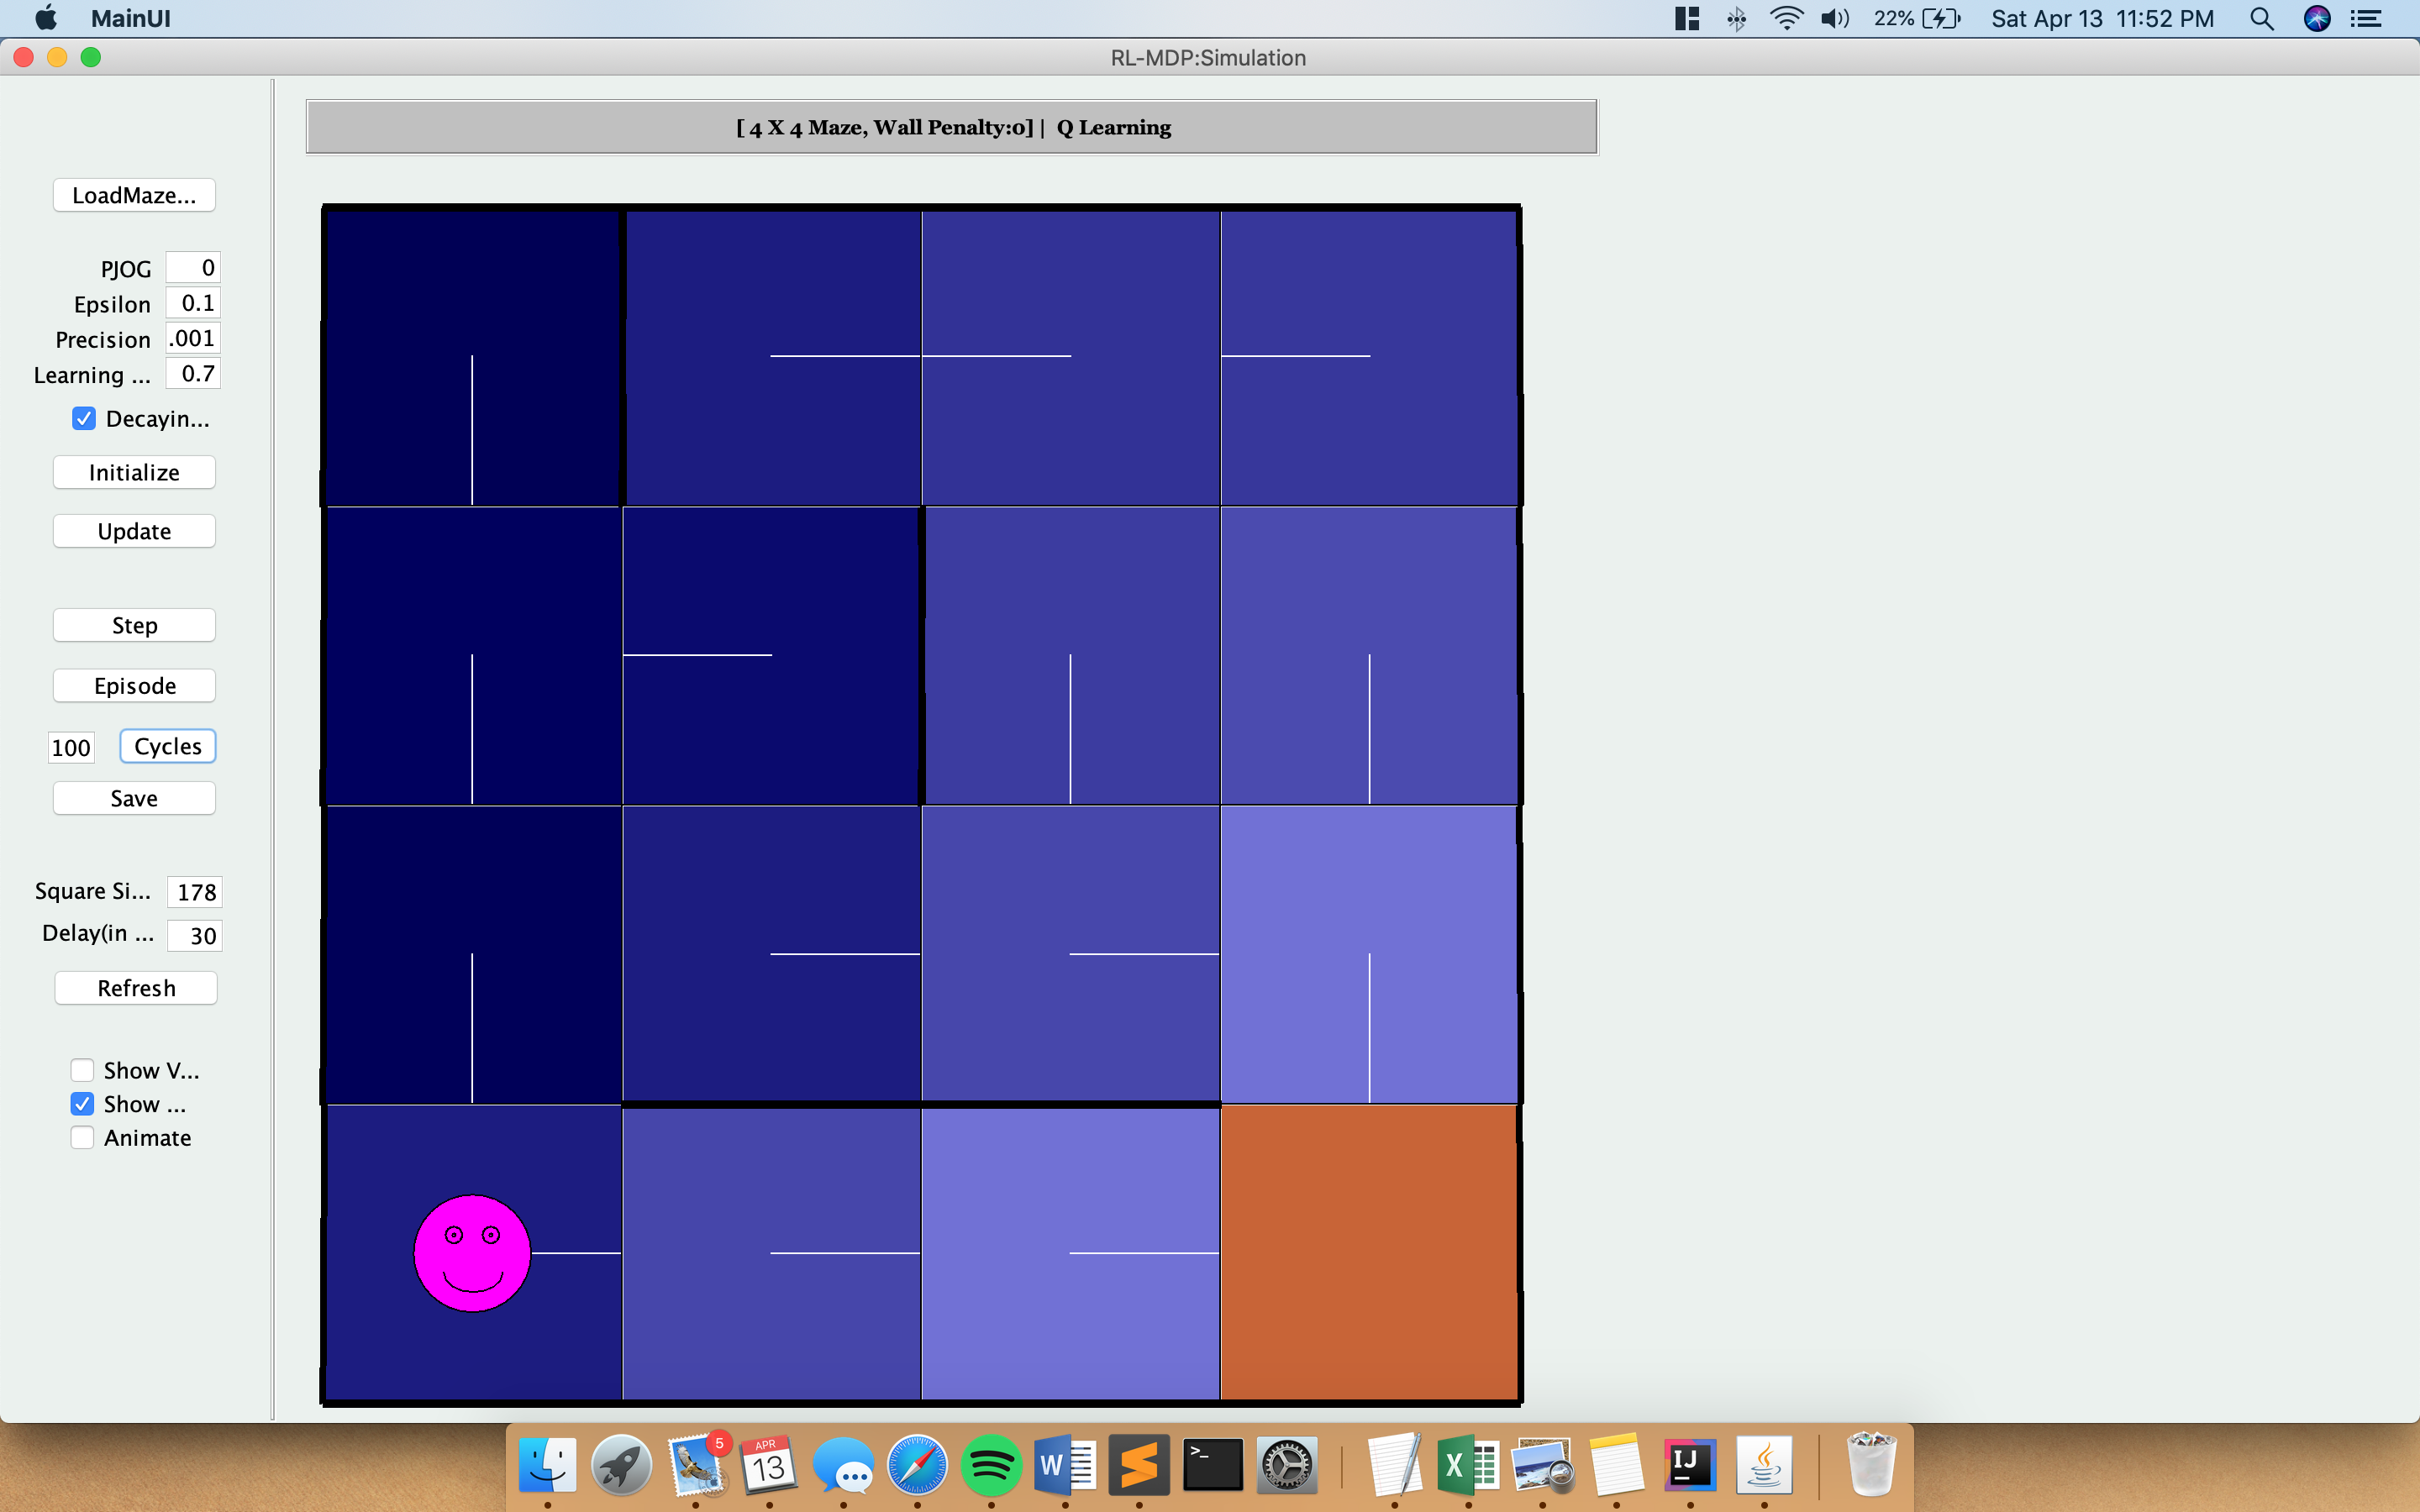 MainUI
22%
Sat Apr 13 11:52 PM
RL-MDP:Simulation
[ 4 X 4 Maze, Wall Penalty:0] | Q Learning
LoadMaze...
PJOG 0
Epsilon 0.1
Precision .001
Learning ... 0.7
Decayin...
Initialize
Update
Step
Episode
100 Cycles
Save
Square Si... 178
Delay(in ... 30
Refresh
Show V...
Show ...
Animate
5
APR
13
W
>_
X
IJ